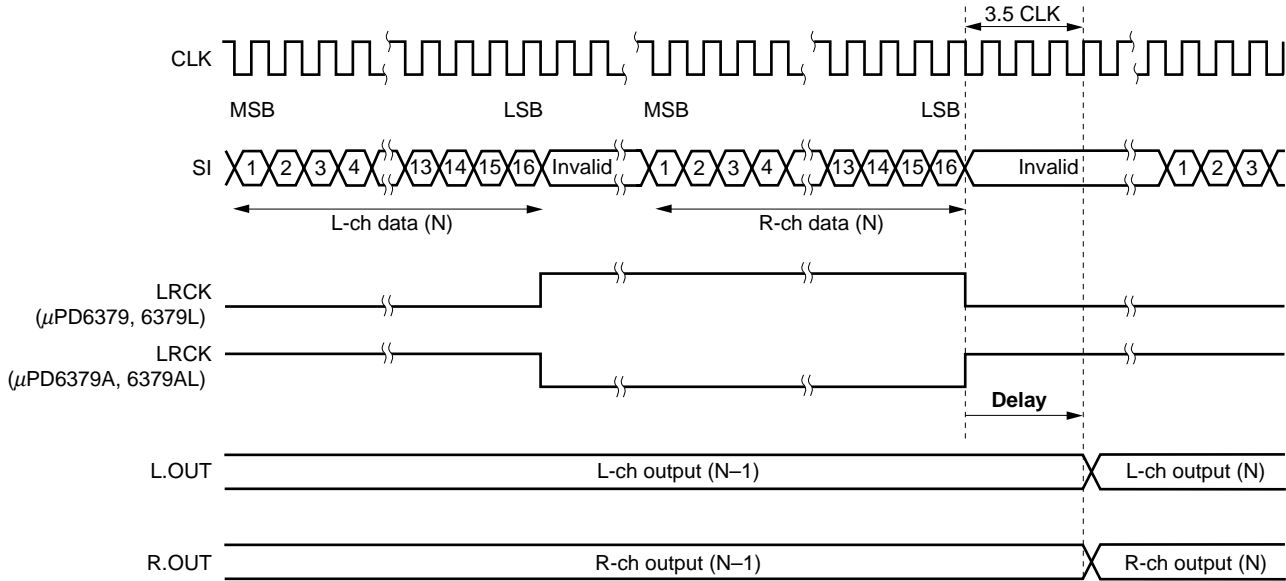 3.5 CLK
CLK
MSB LSB MSB LSB
SI 1 2 3 4 13 14 15 16 Invalid 1 2 3 4 13 14 15 16 Invalid 1 2 3
L-ch data (N) R-ch data (N)
LRCK
(μPD6379, 6379L)
LRCK
(μPD6379A, 6379AL)
Delay
L.OUT L-ch output (N–1) L-ch output (N)
R.OUT R-ch output (N–1) R-ch output (N)